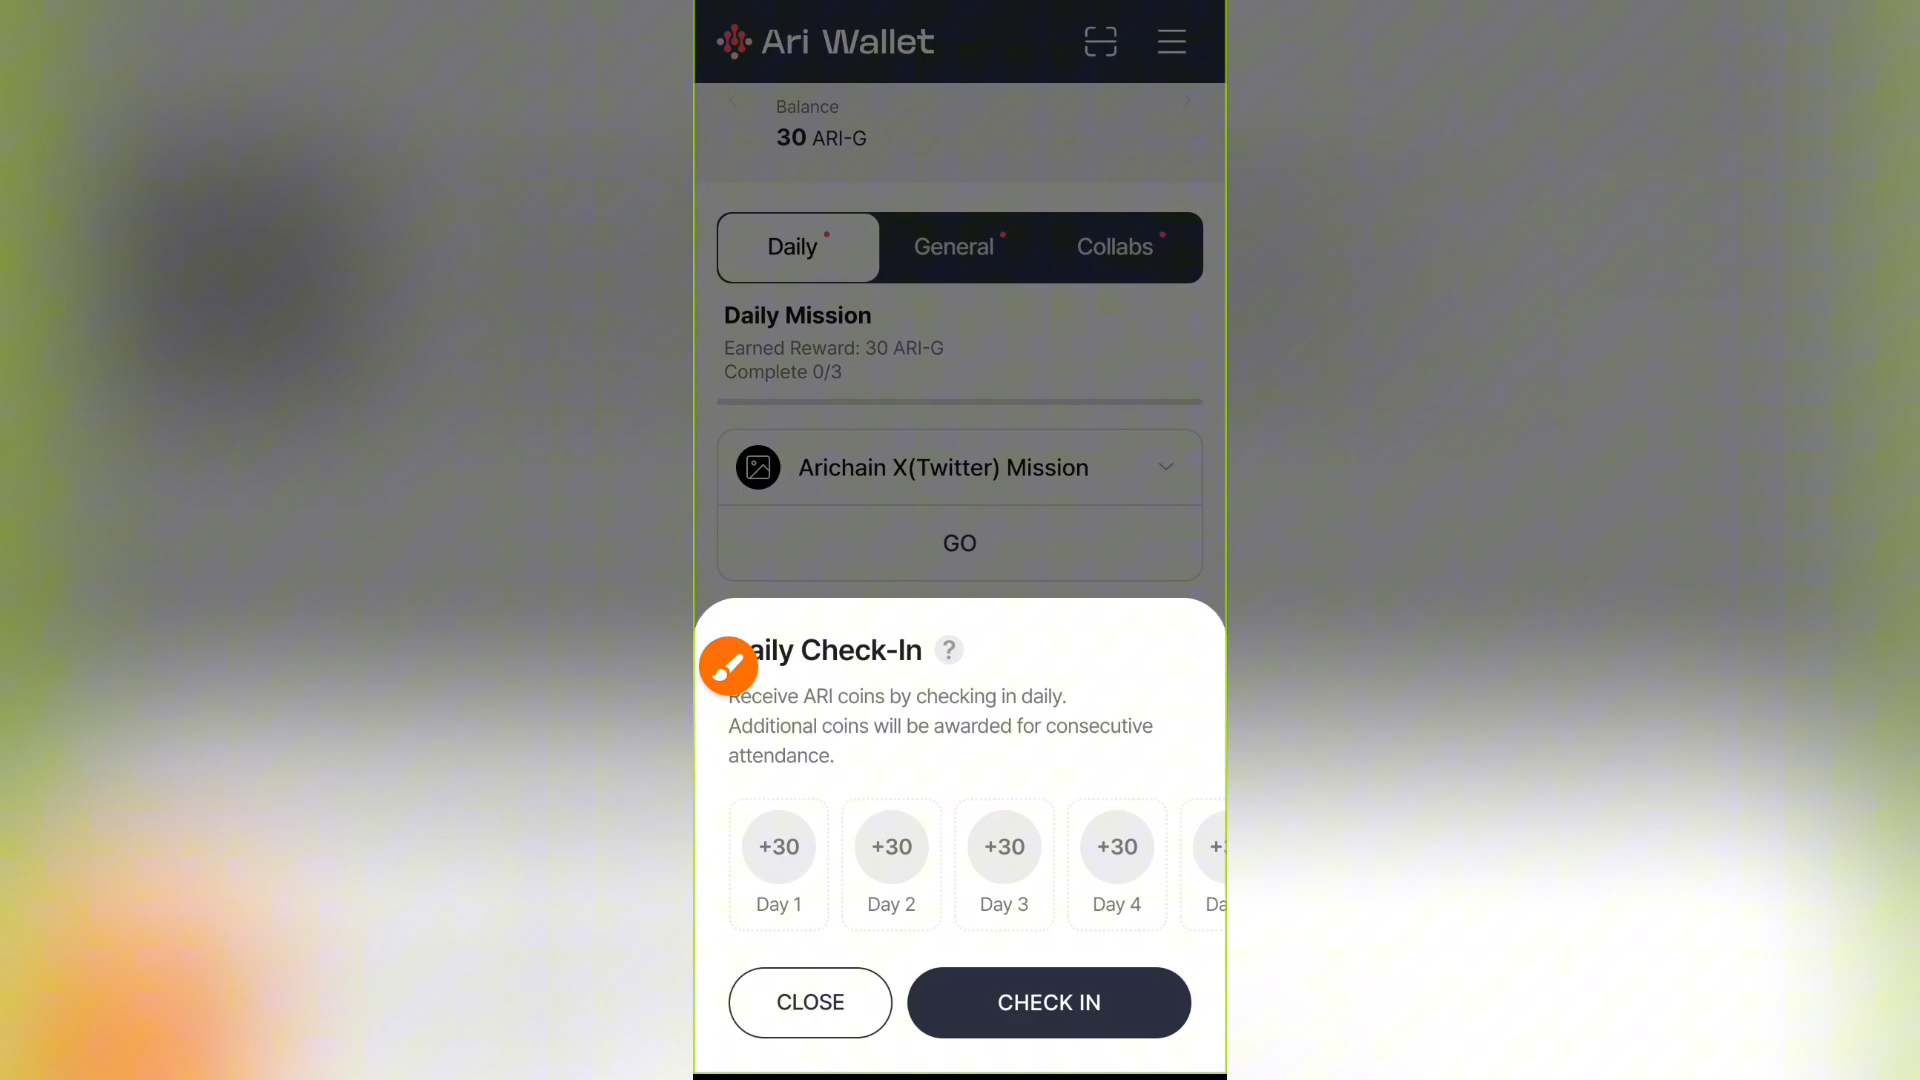 Ari Wallet
Balance
30 ARI-G
Daily
General
Collabs
Daily Mission
Earned Reward: 30 ARI-G
Complete 0/3
Arichain X(Twitter) Mission
GO
aily Check-In ?
Receive ARI coins by checking in daily.
Additional coins will be awarded for consecutive
attendance.
+30 +30 +30 +30
Day 1 Day 2 Day 3 Day 4
CLOSE
CHECK IN